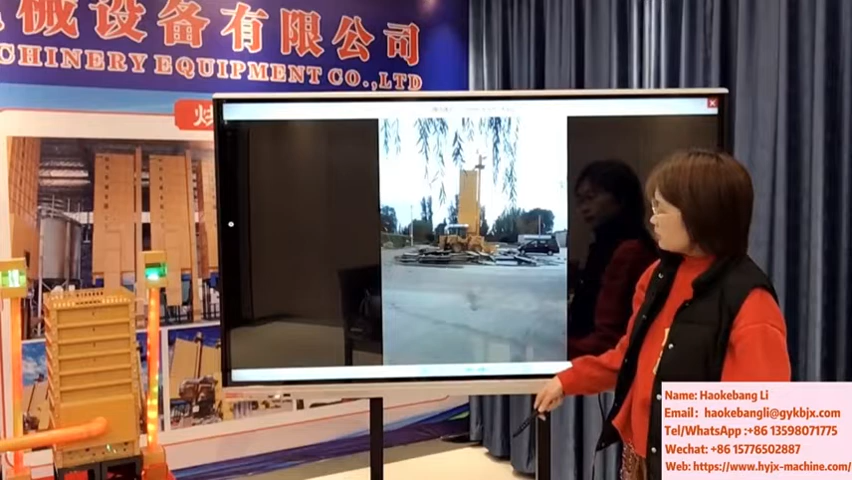 机械设备有限公司
CHINERY EQUIPMENT CO.,LTD
Name: Haokebang Li
Email: haokebangli@gykbjx.com
Tel/WhatsApp :+86 13598071775
Wechat: +86 15776502887
Web: https://www.hyjx-machine.com/